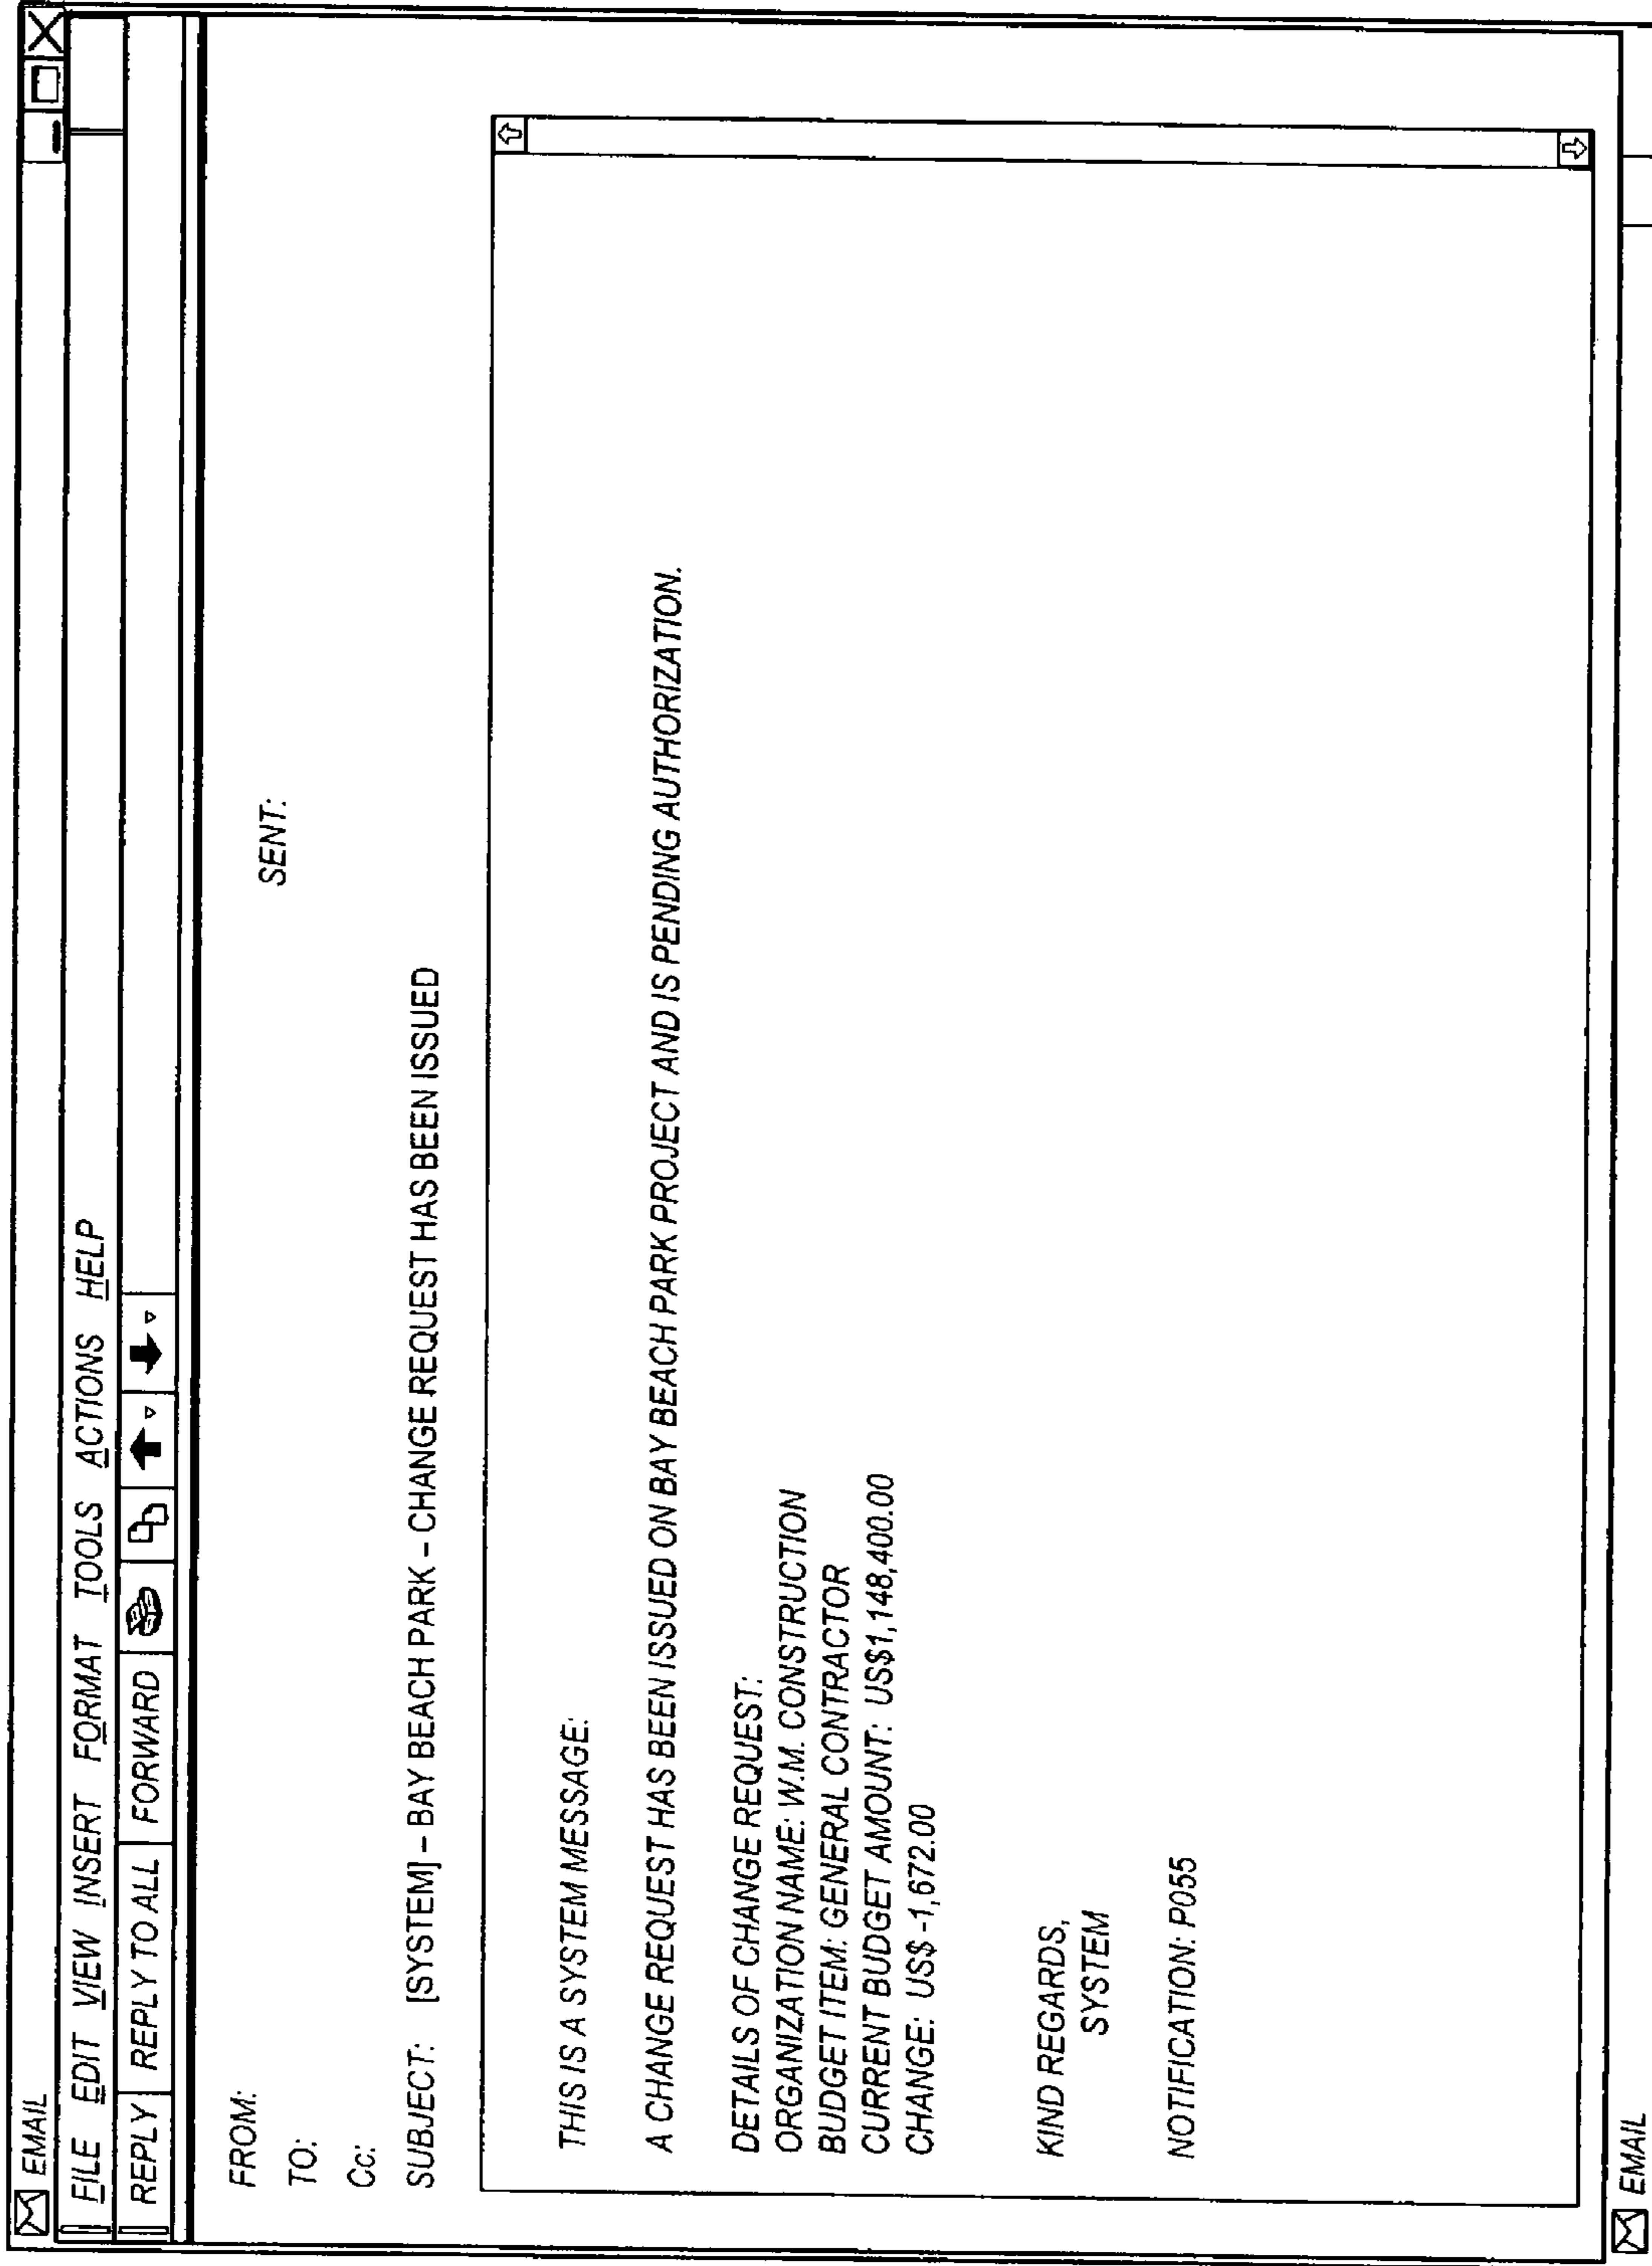 EMAIL
FILE EDIT VIEW INSERT FORMAT TOOLS ACTIONS HELP
REPLY REPLY TO ALL FORWARD
FROM:
SENT:
TO:
Cc:
SUBJECT: [SYSTEM] – BAY BEACH PARK – CHANGE REQUEST HAS BEEN ISSUED
THIS IS A SYSTEM MESSAGE:
A CHANGE REQUEST HAS BEEN ISSUED ON BAY BEACH PARK PROJECT AND IS PENDING AUTHORIZATION.
DETAILS OF CHANGE REQUEST:
ORGANIZATION NAME: W.M. CONSTRUCTION
BUDGET ITEM: GENERAL CONTRACTOR
CURRENT BUDGET AMOUNT: US$1,148,400.00
CHANGE: US$ -1,672.00
KIND REGARDS,
SYSTEM
NOTIFICATION: P055
EMAIL